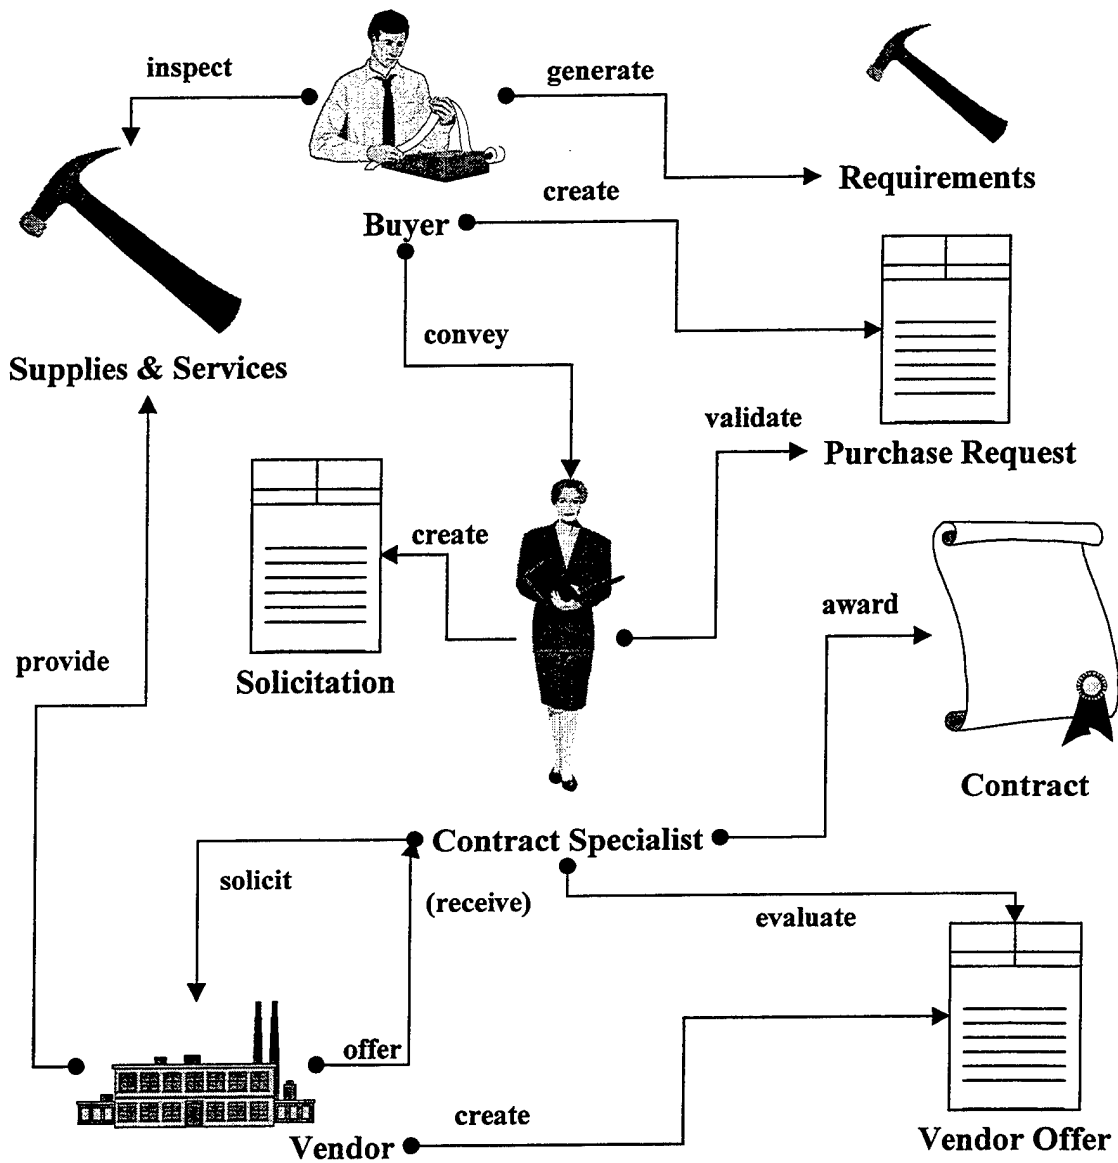 inspect
generate
Requirements
create
Buyer
convey
Supplies & Services
validate
Purchase Request
create
award
provide
Solicitation
Contract
Contract Specialist
solicit
(receive)
evaluate
offer
create
Vendor
Vendor Offer